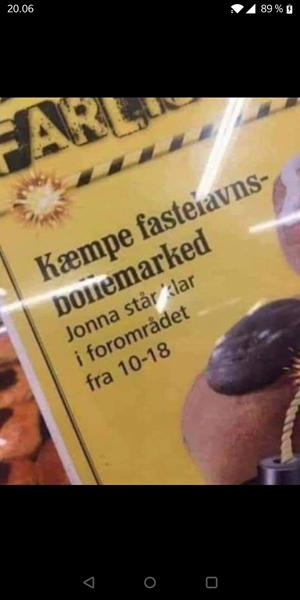 20.06
89 %
Kæmpe fastelavns-
bollemarked
Jonna står klar
i forområdet
fra 10-18